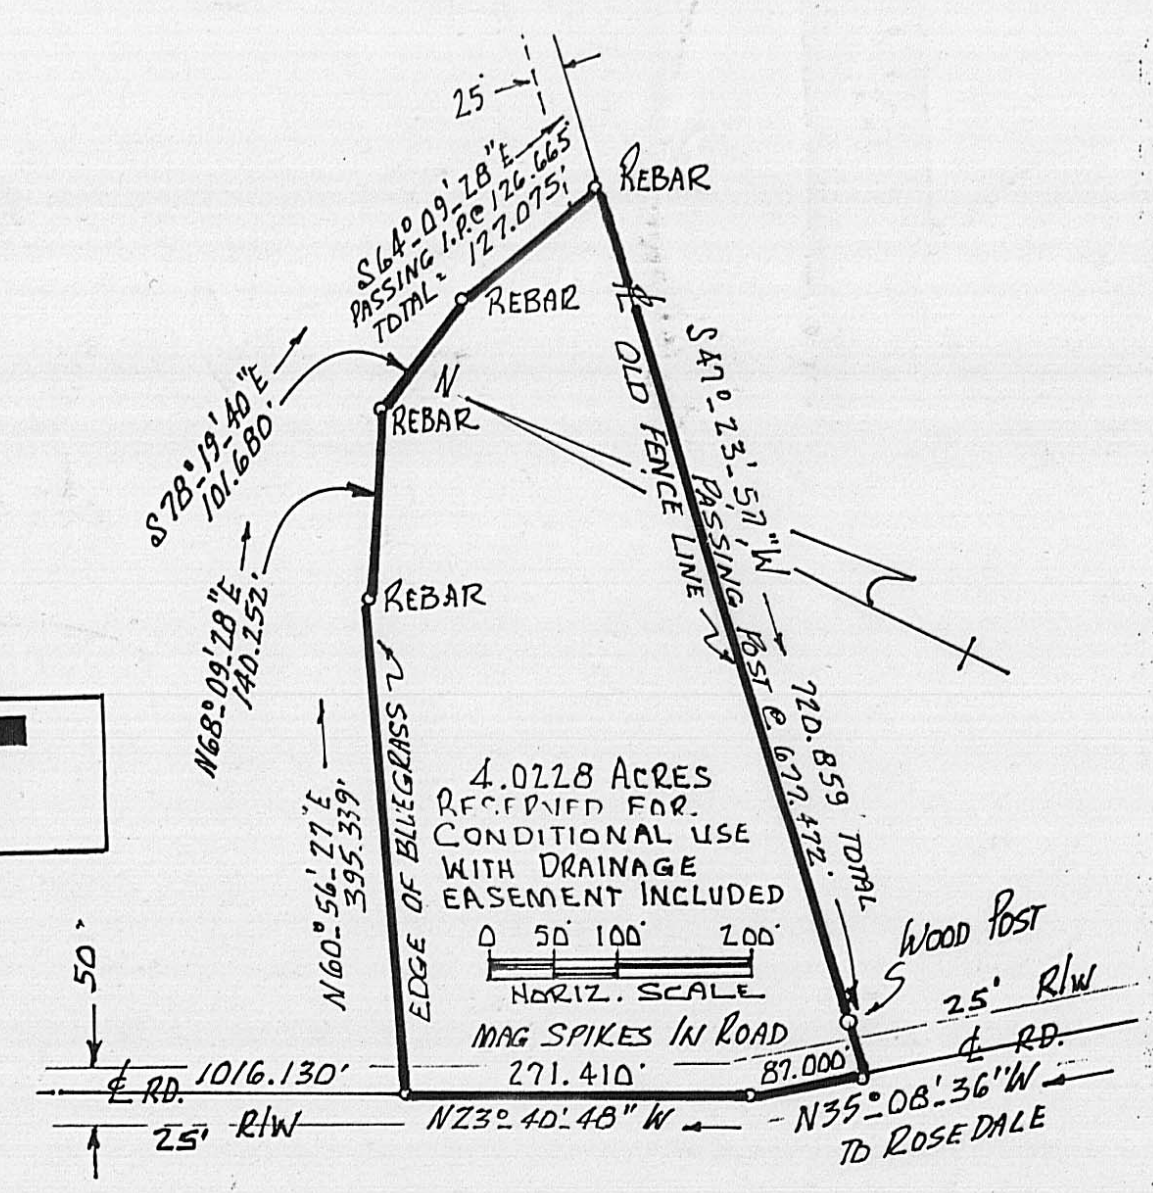 25'
S64°-09'-28"E
PASSING I.P.@ 126.665'
TOTAL = 127.075'
REBAR
REBAR
S78°-19'-40"E
101.680'
N
REBAR
N68°-09'-28"E
140.252'
REBAR
OLD FENCE LINE
S47°-23'-57"W
PASSING POST @ 677.472'
720.859' TOTAL
N60°-56'-27"E
395.339'
EDGE OF BLUEGRASS
4.0228 ACRES
FOR
CONDITIONAL USE
WITH DRAINAGE
EASEMENT INCLUDED
0 50' 100' 200'
HORIZ. SCALE
WOOD POST
50'
25' R/W
MAG SPIKES IN ROAD
℄ RD.
℄ RD. 1016.130'
271.410'
87.000'
25' R/W
N23°-40'-48"W
N35°-08'-36"W
TO ROSEDALE